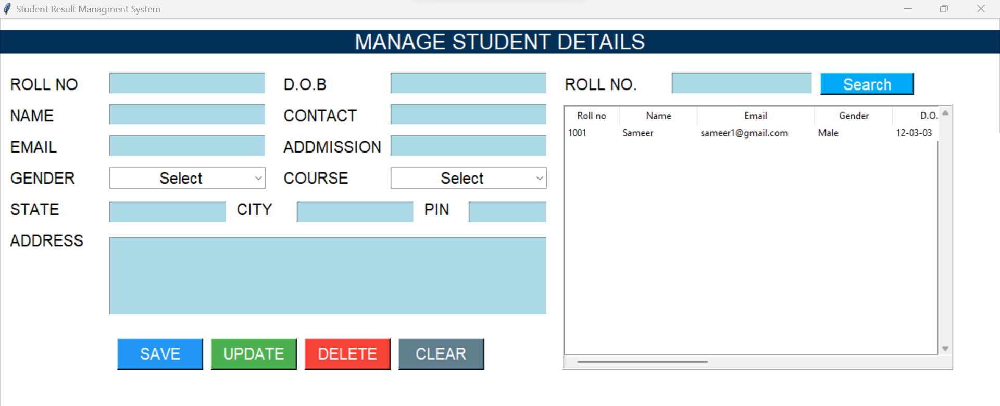 Student Result Managment System
MANAGE STUDENT DETAILS
ROLL NO D.O.B ROLL NO. Search
NAME CONTACT
Roll no Name Email Gender D.O.
1001 Sameer sameer1@gmail.com Male 12-03-03
EMAIL ADDMISSION
GENDER Select COURSE Select
STATE CITY PIN
ADDRESS
SAVE UPDATE DELETE CLEAR